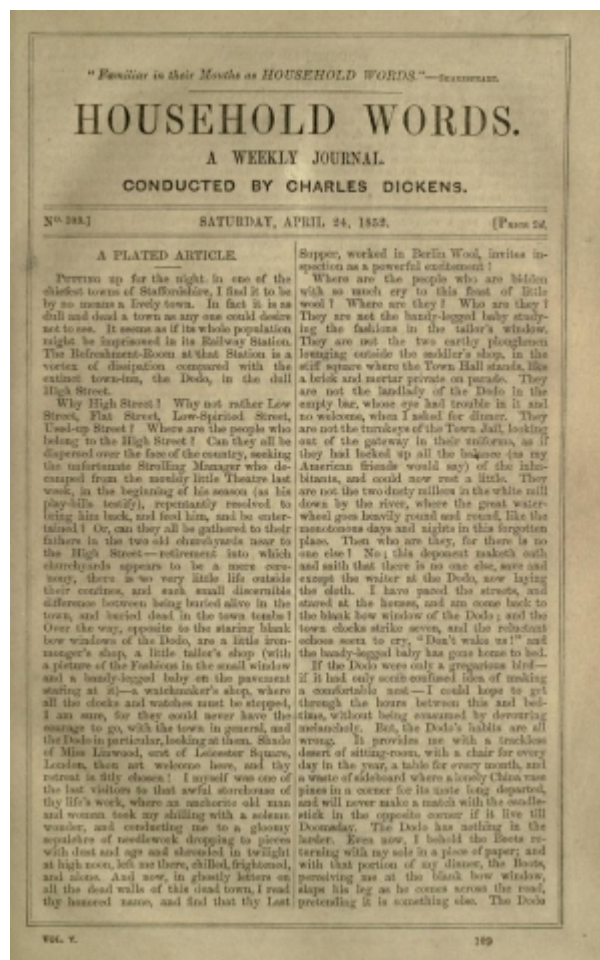 "Familiar in their Mouths as HOUSEHOLD WORDS."—SHAKESPEARE.
HOUSEHOLD WORDS.
A WEEKLY JOURNAL.
CONDUCTED BY CHARLES DICKENS.
SATURDAY, APRIL 24, 1852.
[PRICE 2d.
A PLATED ARTICLE.
PUTTING up for the night in one of the
chiefest towns of Staffordshire, I find it to be
by no means a lively town. In fact it is as
dull and dead a town as any one could desire
not to see. It seems as if its whole population
might be imprisoned in its Railway Station.
The Refreshment-Room at that Station is a
vortex of dissipation compared with the
extinct town-inn, the Dodo, in the dull
High Street.
Why High Street? Why not rather Low
Street, Flat Street, Low-Spirited Street,
Used-up Street? Where are the people who
belong to the High Street? Can they all be
dispersed over the face of the country, seeking
the unfortunate Strolling Manager who de-
camped from the mouldy little Theatre last
week, in the beginning of his season (as his
play-bills testify), repentantly resolved to
bring him back, and feed him, and be enter-
tained? Or, can they all be gathered to their
fathers in the two old churchyards near to
the High Street—retirement into which
churchyards appears to be a mere cere-
mony, there is so very little life outside
their confines, and such small discernible
difference between being buried alive in the
town, and buried dead in the town tombs?
Over the way, opposite to the staring blank
bow windows of the Dodo, are a little iron-
monger's shop, a little tailor's shop (with
a picture of the Fashions in the small window
and a bandy-legged baby on the pavement
staring at it)—a watchmaker's shop, where
all the clocks and watches must be stopped,
I am sure, for they could never have the
courage to go, with the town in general, and
the Dodo in particular, looking at them. Shade
of Miss Linwood, erst of Leicester Square,
London, thou art welcome here, and thy
retreat is fitly chosen! I myself was one of
the last visitors to that awful storehouse of
thy life's work, where an anchorite old man
and woman took my shilling with a solemn
wonder, and conducting me to a gloomy
sepulchre of needlework dropping to pieces
with dust and age and shrouded in twilight
at high noon, left me there, chilled, frightened,
and alone. And now, in ghostly letters on
all the dead walls of this dead town, I read
thy honored name, and find that thy Last
Supper, worked in Berlin Wool, invites in-
spection as a powerful excitement!
Where are the people who are bidden
with so much cry to this feast of little
wool? Where are they? Who are they?
They are not the bandy-legged baby study-
ing the fashions in the tailor's window.
They are not the two earthy ploughmen
lounging outside the saddler's shop, in the
stiff square where the Town Hall stands, like
a brick and mortar private on parade. They
are not the landlady of the Dodo in the
empty bar, whose eye had trouble in it and
no welcome, when I asked for dinner. They
are not the turnkeys of the Town Jail, looking
out of the gateway in their uniforms, as if
they had locked up all the balance (as my
American friends would say) of the inha-
bitants, and could now rest a little. They
are not the two dusty millers in the white mill
down by the river, where the great water-
wheel goes heavily round and round, like the
monotonous days and nights in this forgotten
place. Then who are they, for there is no
one else? No; this deponent maketh oath
and saith that there is no one else, save and
except the waiter at the Dodo, now laying
the cloth. I have paced the streets, and
stared at the houses, and am come back to
the blank bow window of the Dodo; and the
town clocks strike seven, and the reluctant
echoes seem to cry, "Don't wake us!" and
the bandy-legged baby has gone home to bed.
If the Dodo were only a gregarious bird—
if it had only some confused idea of making
a comfortable nest—I could hope to get
through the hours between this and bed-
time, without being consumed by devouring
melancholy. But, the Dodo's habits are all
wrong. It provides me with a trackless
desert of sitting-room, with a chair for every
day in the year, a table for every month, and
a waste of sideboard where a lonely China vase
pines in a corner for its mate long departed,
and will never make a match with the candle-
stick in the opposite corner if it live till
Doomsday. The Dodo has nothing in the
larder. Even now, I behold the Boots re-
turning with my sole in a piece of paper; and
with that portion of my dinner, the Boots,
perceiving me at the blank bow window,
slaps his leg as he comes across the road,
pretending it is something else. The Dodo
VOL. V.
109